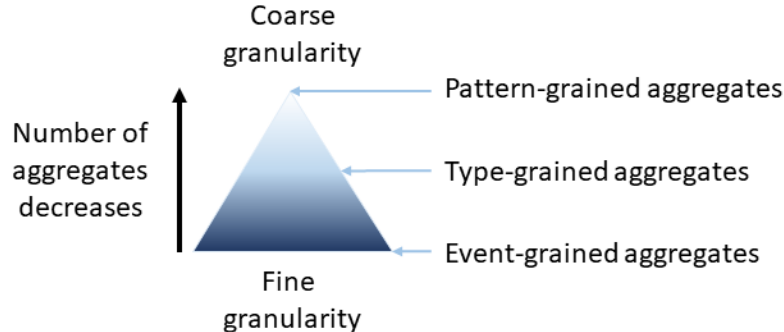 Coarse
granularity
Pattern-grained aggregates
Number of
aggregates
decreases
Type-grained aggregates
Event-grained aggregates
Fine
granularity